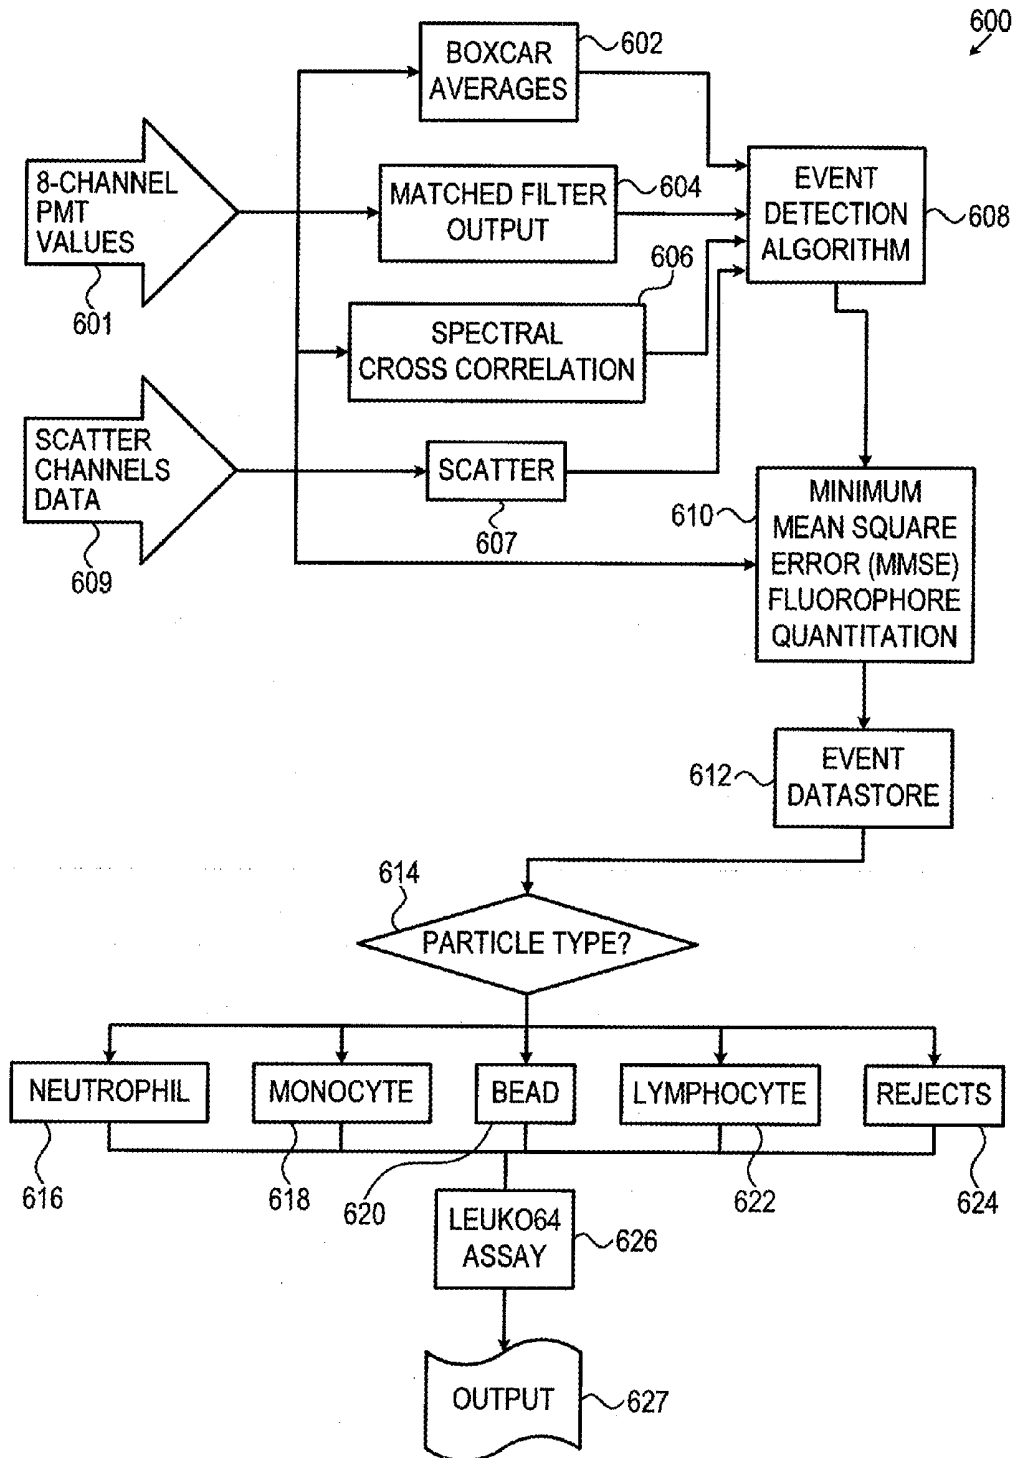 600
BOXCAR
AVERAGES
602
8-CHANNEL
PMT
VALUES
601
MATCHED FILTER
OUTPUT
604
EVENT
DETECTION
ALGORITHM
608
606
SPECTRAL
CROSS CORRELATION
SCATTER
CHANNELS
DATA
609
SCATTER
607
610
MINIMUM
MEAN SQUARE
ERROR (MMSE)
FLUOROPHORE
QUANTITATION
612
EVENT
DATASTORE
614
PARTICLE TYPE?
NEUTROPHIL
MONOCYTE
BEAD
LYMPHOCYTE
REJECTS
616
618
620
622
624
LEUKO64
ASSAY
626
OUTPUT
627